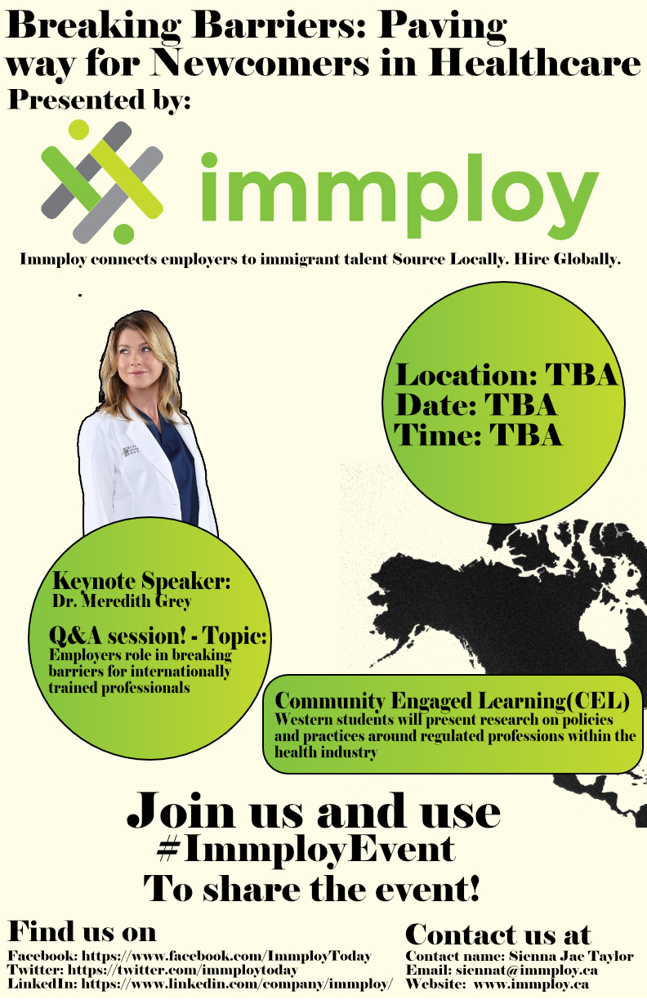 Breaking Barriers: Paving
way for Newcomers in Healthcare
Presented by:
immploy
Immploy connects employers to immigrant talent Source Locally. Hire Globally.
Location: TBA
Date: TBA
Time: TBA
Keynote Speaker:
Dr. Meredith Grey
Q&A session! - Topic:
Employers role in breaking
barriers for internationally
trained professionals
Community Engaged Learning(CEL)
Western students will present research on policies
and practices around regulated professions within the
health industry
Join us and use
#ImmployEvent
To share the event!
Find us on
Facebook: https://www.facebook.com/ImmployToday
Twitter: https://twitter.com/immploytoday
LinkedIn: https://www.linkedin.com/company/immploy/
Contact us at
Contact name: Sienna Jae Taylor
Email: siennat@immploy.ca
Website: www.immploy.ca